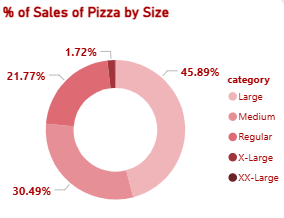 % of Sales of Pizza by Size
1.72%
45.89%
21.77%
30.49%
category
Large
Medium
Regular
X-Large
XX-Large